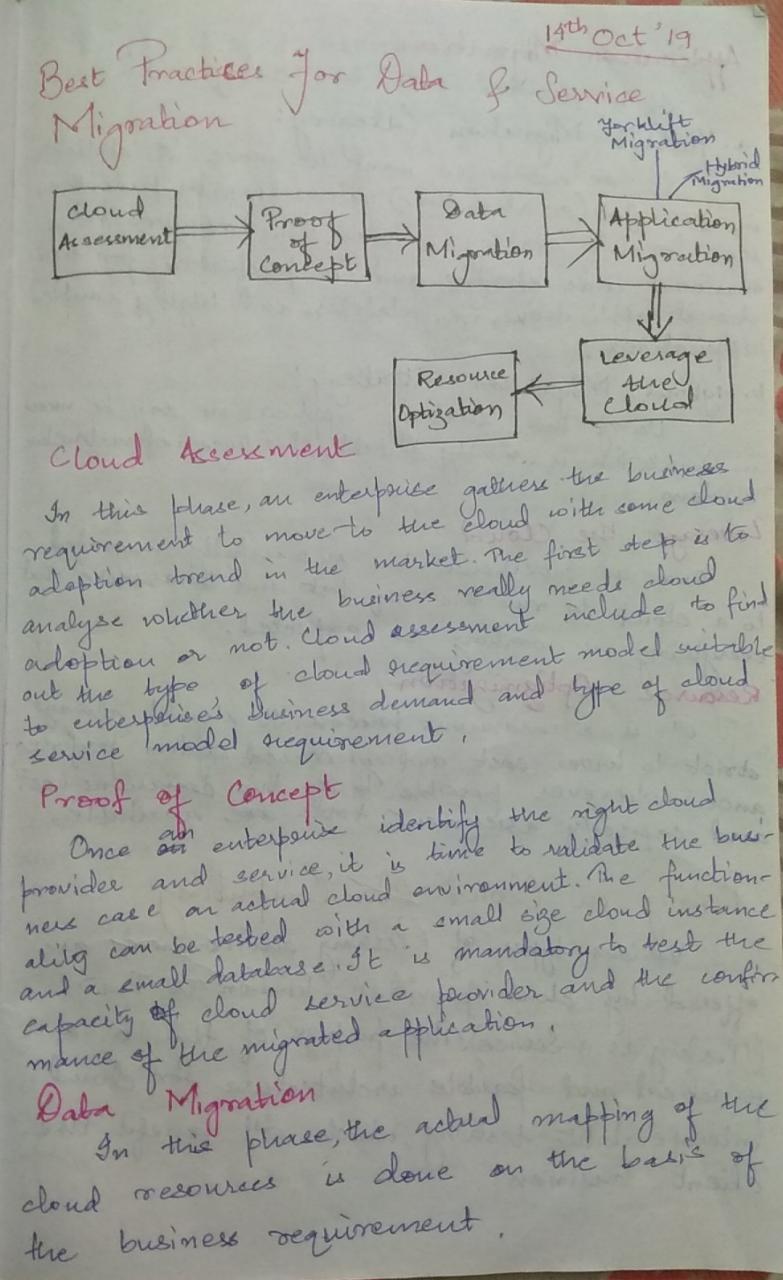 14th Oct '19
Best Practices For Data & Service
Migration
Forklift
Migration
Hybrid
Migration
Cloud
Assessment
Proof
of
Concept
Data
Migration
Application
Migration
Leverage
the
Cloud
Resource
Optization
Cloud Assessment
In this phase, an enterprise gathers the business
requirement to move to the cloud with some cloud
adoption trend in the market. The first step is to
analyse whether the business really needs cloud
adoption or not. Cloud assessment include to find
out the type of cloud requirement model suitable
to enterprise's business demand and type of cloud
service model requirement.
Proof of Concept
Once an enterprise identify the right cloud
provider and service, it is time to validate the busi-
ness case on actual cloud environment. The function-
ality can be tested with a small size cloud instance
and a small database. It is mandatory to test the
capacity of cloud service provider and the confir
mance of the migrated application.
Data Migration
In this phase, the actual mapping of the
cloud resources is done on the basis of
the business requirement.